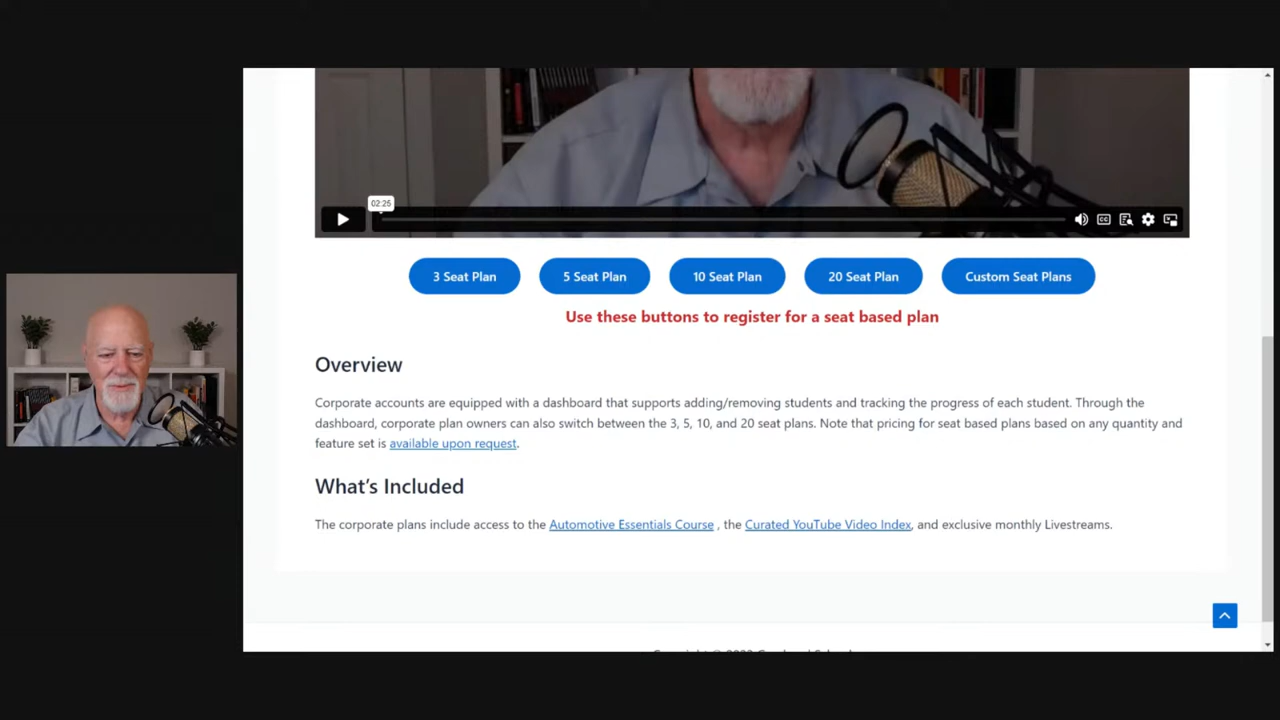 02:25
CC
3 Seat Plan
5 Seat Plan
10 Seat Plan
20 Seat Plan
Custom Seat Plans
Use these buttons to register for a seat based plan
Overview
Corporate accounts are equipped with a dashboard that supports adding/removing students and tracking the progress of each student. Through the
dashboard, corporate plan owners can also switch between the 3, 5, 10, and 20 seat plans. Note that pricing for seat based plans based on any quantity and
feature set is available upon request.
What's Included
The corporate plans include access to the Automotive Essentials Course , the Curated YouTube Video Index, and exclusive monthly Livestreams.